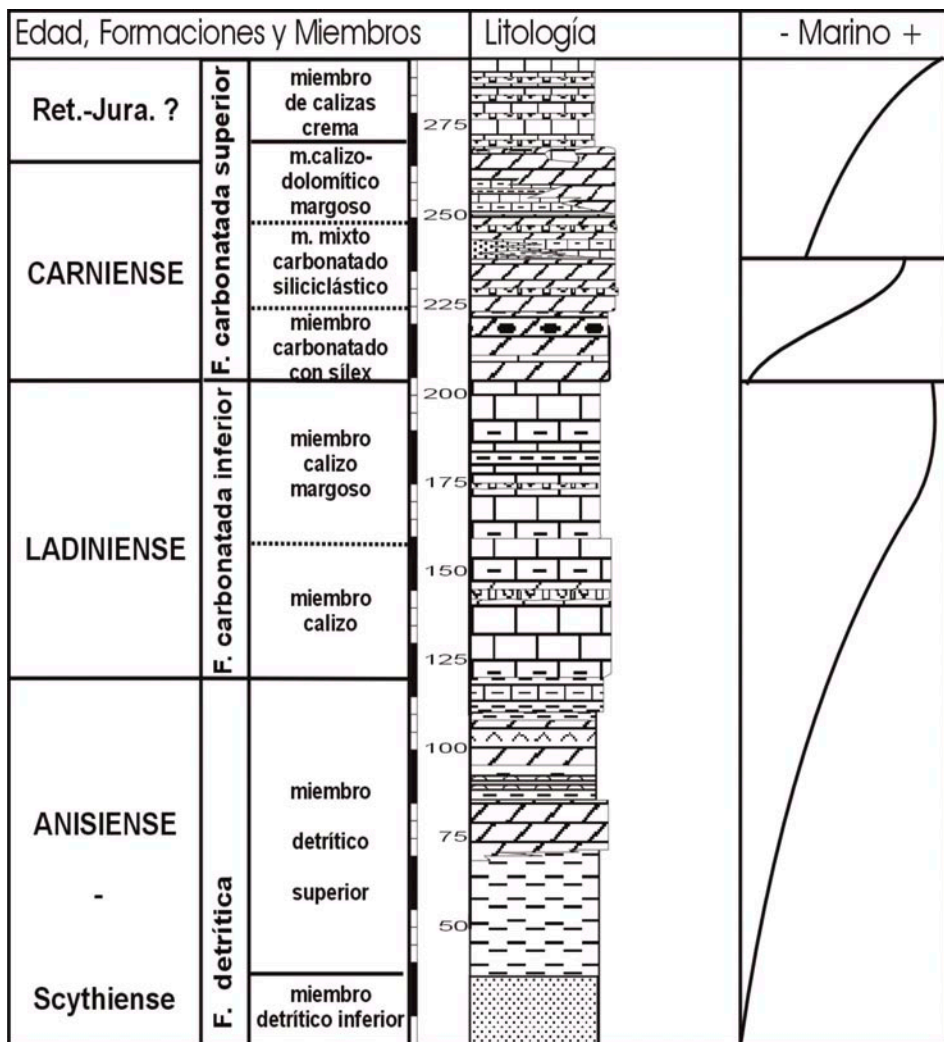 Edad, Formaciones y Miembros
Litología
- Marino +
Ret.-Jura. ?
CARNIENSE
LADINIENSE
ANISIENSE
-
Scythiense
F. carbonatada superior
F. carbonatada inferior
F. detrítica
miembro
de calizas
crema
m.calizo-
dolomítico
margoso
m. mixto
carbonatado
siliciclástico
miembro
carbonatado
con sílex
miembro
calizo
margoso
miembro
calizo
miembro
detrítico
superior
miembro
detrítico inferior
275
250
225
200
175
150
125
100
75
50